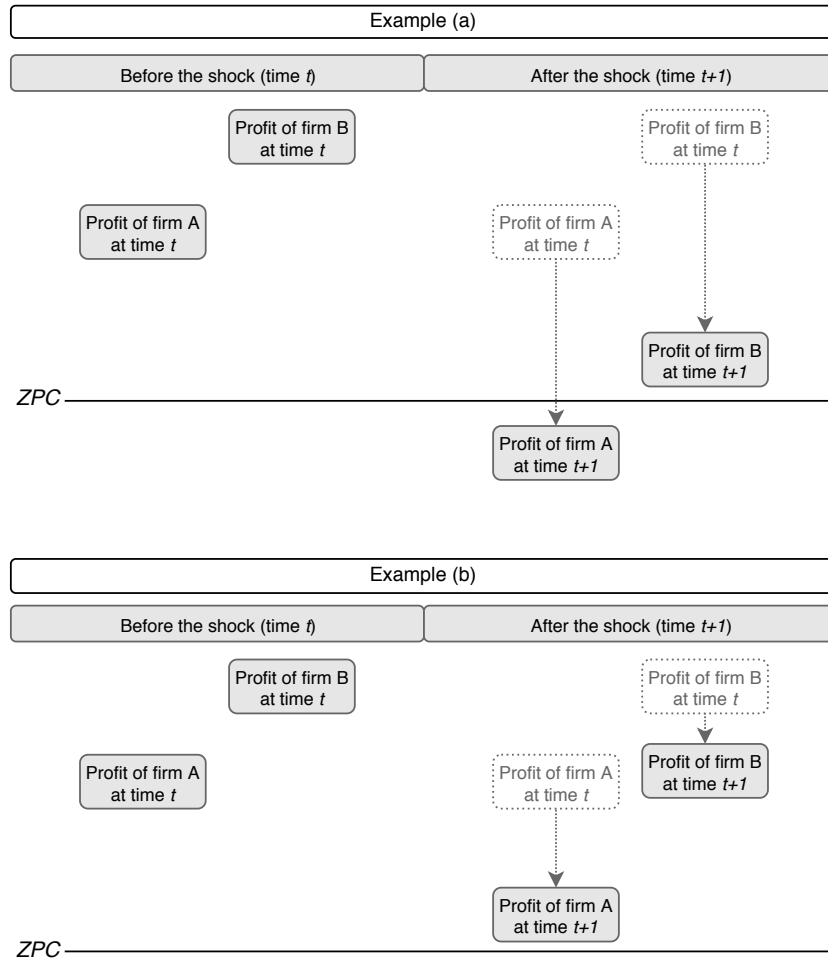 Example (a)
Before the shock (time t) After the shock (time t+1)
Profit of firm B
at time t
Profit of firm B
at time t
Profit of firm A
at time t
Profit of firm A
at time t
Profit of firm B
at time t+1
ZPC
Profit of firm A
at time t+1
Example (b)
Before the shock (time t) After the shock (time t+1)
Profit of firm B
at time t
Profit of firm B
at time t
Profit of firm A
at time t
Profit of firm A
at time t
Profit of firm B
at time t+1
Profit of firm A
at time t+1
ZPC